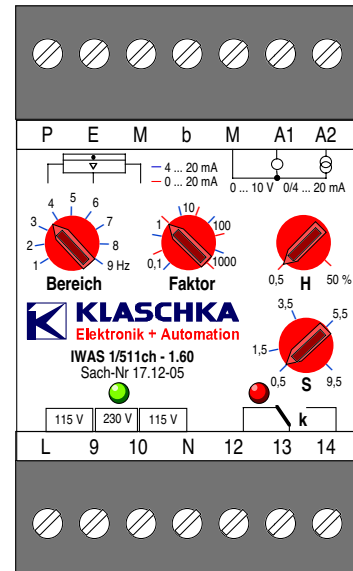 P E M b M A1 A2
4 ... 20 mA
0 ... 20 mA
0 ... 10 V 0/4 ... 20 mA
1 2 3 4 5 6 7 8 9 Hz
0,1 1 10 100 1000
0,5 50 %
Bereich Faktor H
KLASCHKA
Elektronik + Automation
IWAS 1/511ch - 1.60
Sach-Nr 17.12-05
0,5 1,5 3,5 5,5 9,5
S
115 V 230 V 115 V k
L 9 10 N 12 13 14